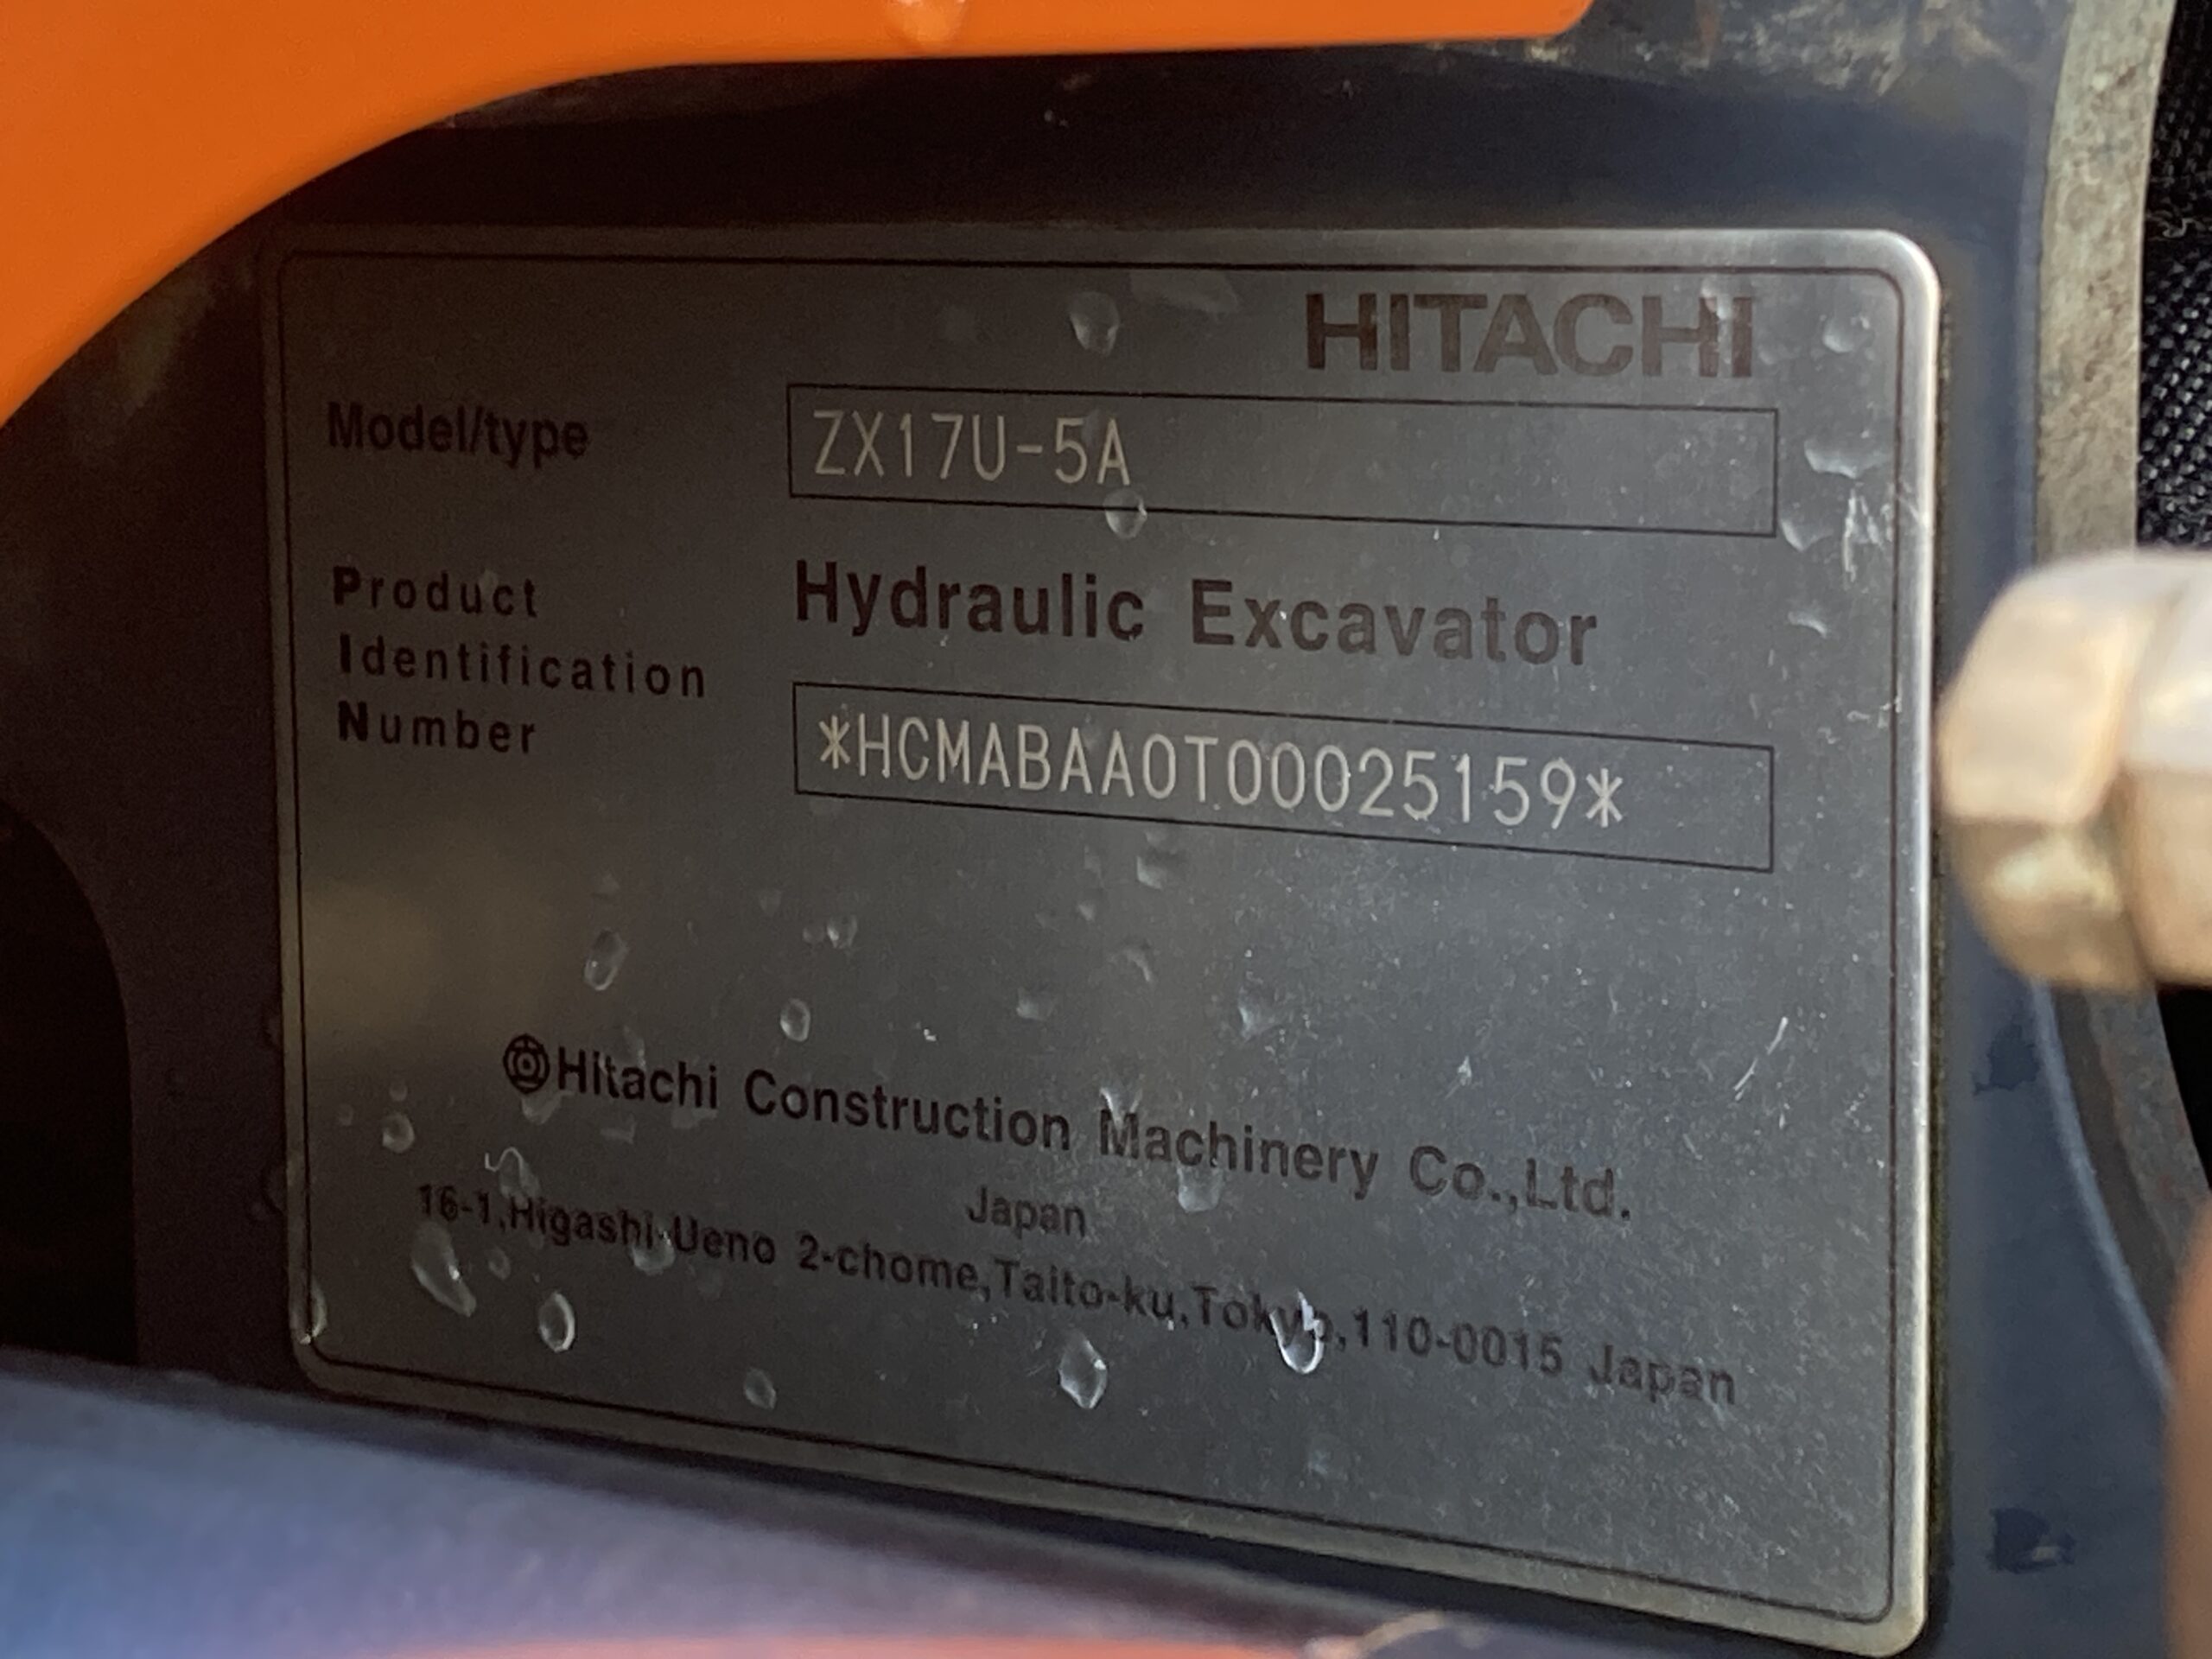 HITACHI
Model/type ZX17U-5A
Hydraulic Excavator
Product
Identification
Number
*HCMABAA0T00025159*
Hitachi Construction Machinery Co.,Ltd.
Japan
16-1,Higashi-Ueno 2-chome,Taito-ku,Tokyo,110-0015 Japan